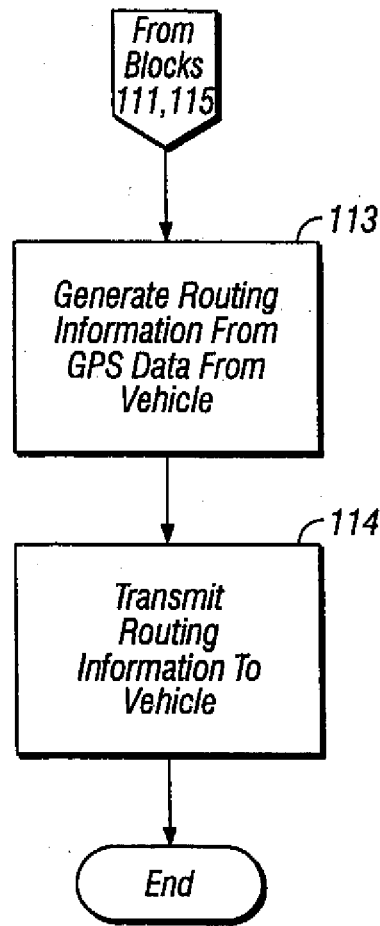 From
Blocks
111,115
113
Generate Routing
Information From
GPS Data From
Vehicle
114
Transmit
Routing
Information To
Vehicle
End